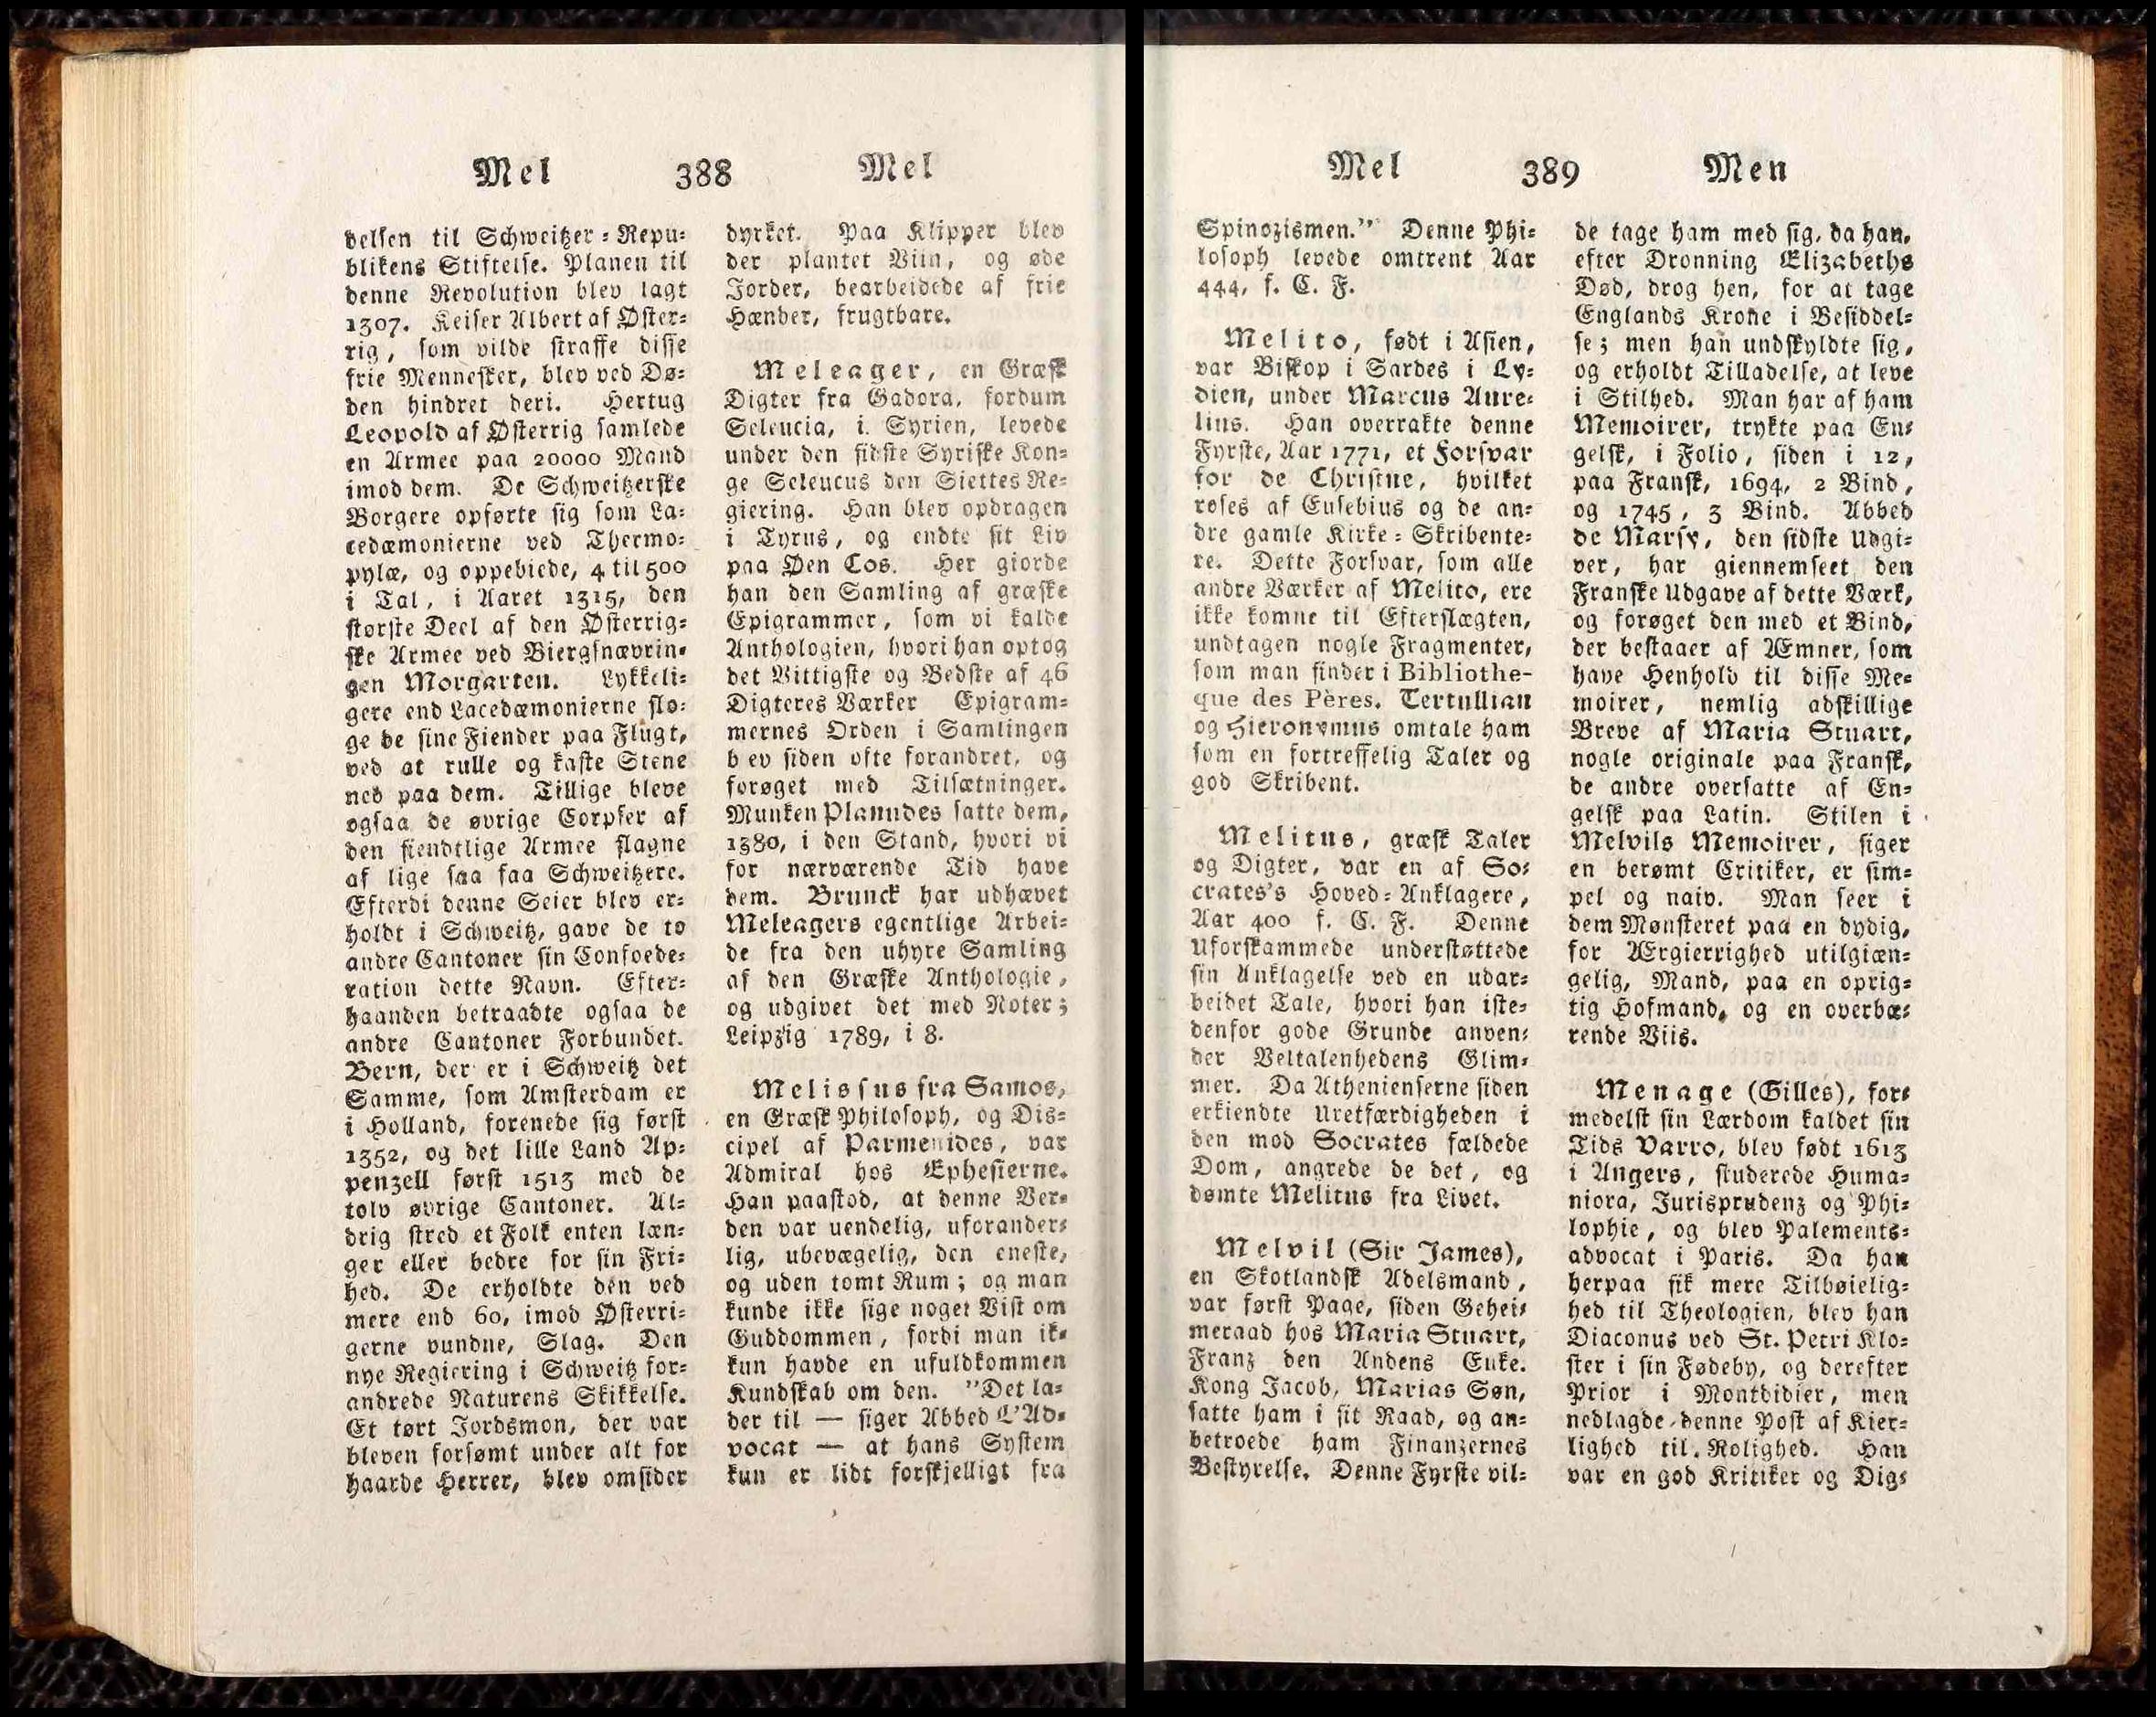 Mel 388 Mel
delsen til Schweitzer-Repu-
blikens Stiftelse. Planen til
denne Revolution blev lagt
1307. Keiser Albert af Øster-
rig, som vilde straffe disse
frie Mennesker, blev ved Dø-
den hindret deri. Hertug
Leopold af Østerrig samlede
en Armee paa 20000 Mand
imod dem. De Schweitzerske
Borgere opførte sig som La-
cedæmonierne ved Thermo-
pylæ, og oppebiede, 4 til 500
i Tal, i Aaret 1315, den
største Deel af den Østerrig-
ske Armee ved Biergsnævrin-
gen Morgarten. Lykkeli-
gere end Lacedæmonierne slo-
ge de sine Fiender paa Flugt,
ved at rulle og kaste Stene
ned paa dem. Tillige bleve
ogsaa de øvrige Corpser af
den fiendtlige Armee slagne
af lige saa faa Schweitzere.
Efterdi denne Seier blev er-
holdt i Schweitz, gave de to
andre Cantoner sin Confoede-
ration dette Navn. Efter-
haanden betraadte ogsaa de
andre Cantoner Forbundet.
Bern, der er i Schweitz det
Samme, som Amsterdam er
i Holland, forenede sig først
1352, og det lille Land Ap-
penzell først 1513 med de
tolv øvrige Cantoner. Al-
drig stred et Folk enten læn-
ger eller bedre for sin Fri-
hed. De erholdte den ved
mere end 60, imod Østerri-
gerne vundne, Slag. Den
nye Regiering i Schweitz for-
andrede Naturens Skikkelse.
Et tørt Jordsmon, der var
bleven forsømt under alt for
haarde Herrer, blev omsider
dyrket. Paa Klipper blev
der plantet Viin, og øde
Jorder, bearbeidede af frie
Hænder, frugtbare.
Meleager, en Græsk
Digter fra Gadora, fordum
Seleucia, i Syrien, levede
under den sidste Syriske Kon-
ge Seleucus den Siettes Re-
giering. Han blev opdragen
i Tyrus, og endte sit Liv
paa Øen Cos. Her giorde
han den Samling af græske
Epigrammer, som vi kalde
Anthologien, hvori han optog
det Vittigste og Bedste af 46
Digteres Værker Epigram-
mernes Orden i Samlingen
b ev siden ofte forandret, og
forøget med Tilsætninger.
Munken Planudes satte dem,
1380, i den Stand, hvori vi
for nærværende Tid have
dem. Brunck har udhævet
Meleagers egentlige Arbei-
de fra den uhyre Samling
af den Græske Anthologie,
og udgivet det med Noter;
Leipzig 1789, i 8.
Melissus fra Samos,
en Græsk Philosoph, og Dis-
cipel af Parmenides, var
Admiral hos Ephesierne.
Han paastod, at denne Ver-
den var uendelig, uforander-
lig, ubevægelig, den eneste,
og uden tomt Rum; og man
kunde ikke sige noget Vist om
Guddommen, fordi man ik-
kun havde en ufuldkommen
Kundskab om den. "Det la-
der til — siger Abbed L'Ad-
vocat — at hans System
kun er lidt forskjelligt fra
Mel 389 Men
Spinozismen." Denne Phi-
losoph levede omtrent Aar
444, f. C. F.
Melito, født i Asien,
var Biskop i Sardes i Ly-
dien, under Marcus Aure-
lius. Han overrakte denne
Fyrste, Aar 1771, et Forsvar
for de Christne, hvilket
roses af Eusebius og de an-
dre gamle Kirke-Skribente-
re. Dette Forsvar, som alle
andre Værker af Melito, ere
ikke komne til Efterslægten,
undtagen nogle Fragmenter,
som man finder i Bibliothe-
que des Pères. Tertullian
og Hieronymus omtale ham
som en fortreffelig Taler og
god Skribent.
Melitus, græsk Taler
og Digter, var en af So-
crates's Hoved-Anklagere,
Aar 400 f. C. F. Denne
Uforskammede understøttede
sin Anklagelse ved en udar-
beidet Tale, hvori han iste-
denfor gode Grunde anven-
der Veltalenhedens Glim-
mer. Da Athenienserne siden
erkiendte Uretfærdigheden i
den mod Socrates fældede
Dom, angrede de det, og
dømte Melitus fra Livet.
Melvil (Sir James),
en Skotlandsk Adelsmand,
var først Page, siden Gehei-
meraad hos Maria Stuart,
Franz den Andens Enke.
Kong Jacob, Marias Søn,
satte ham i sit Raad, og an-
betroede ham Finanzernes
Bestyrelse. Denne Fyrste vil-
de tage ham med sig, da han,
efter Dronning Elizabeths
Død, drog hen, for at tage
Englands Krone i Besiddel-
se; men han undskyldte sig,
og erholdt Tilladelse, at leve
i Stilhed. Man har af ham
Memoirer, trykte paa En-
gelsk, i Folio, siden i 12,
paa Fransk, 1694, 2 Bind,
og 1745, 3 Bind. Abbed
de Marsy, den sidste Udgi-
ver, har giennemseet den
Franske Udgave af dette Værk,
og forøget den med et Bind,
der bestaaer af Æmner, som
have Henhold til disse Me-
moirer, nemlig adskillige
Breve af Maria Stuart,
nogle originale paa Fransk,
de andre oversatte af En-
gelsk paa Latin. Stilen i
Melvils Memoirer, siger
en berømt Critiker, er sim-
pel og naiv. Man seer i
dem Mønsteret paa en dydig,
for Ærgierrighed utilgiæn-
gelig, Mand, paa en oprig-
tig Hofmand, og en overbæ-
rende Viis.
Menage (Gilles), for-
medelst sin Lærdom kaldet sin
Tids Varro, blev født 1613
i Angers, studerede Huma-
niora, Jurisprudenz og Phi-
lophie, og blev Palements-
advocat i Paris. Da han
herpaa fik mere Tilbøielig-
hed til Theologien, blev han
Diaconus ved St. Petri Klo-
ster i sin Fødeby, og derefter
Prior i Montdidier, men
nedlagde denne Post af Kier-
lighed til Rolighed. Han
var en god Kritiker og Dig-